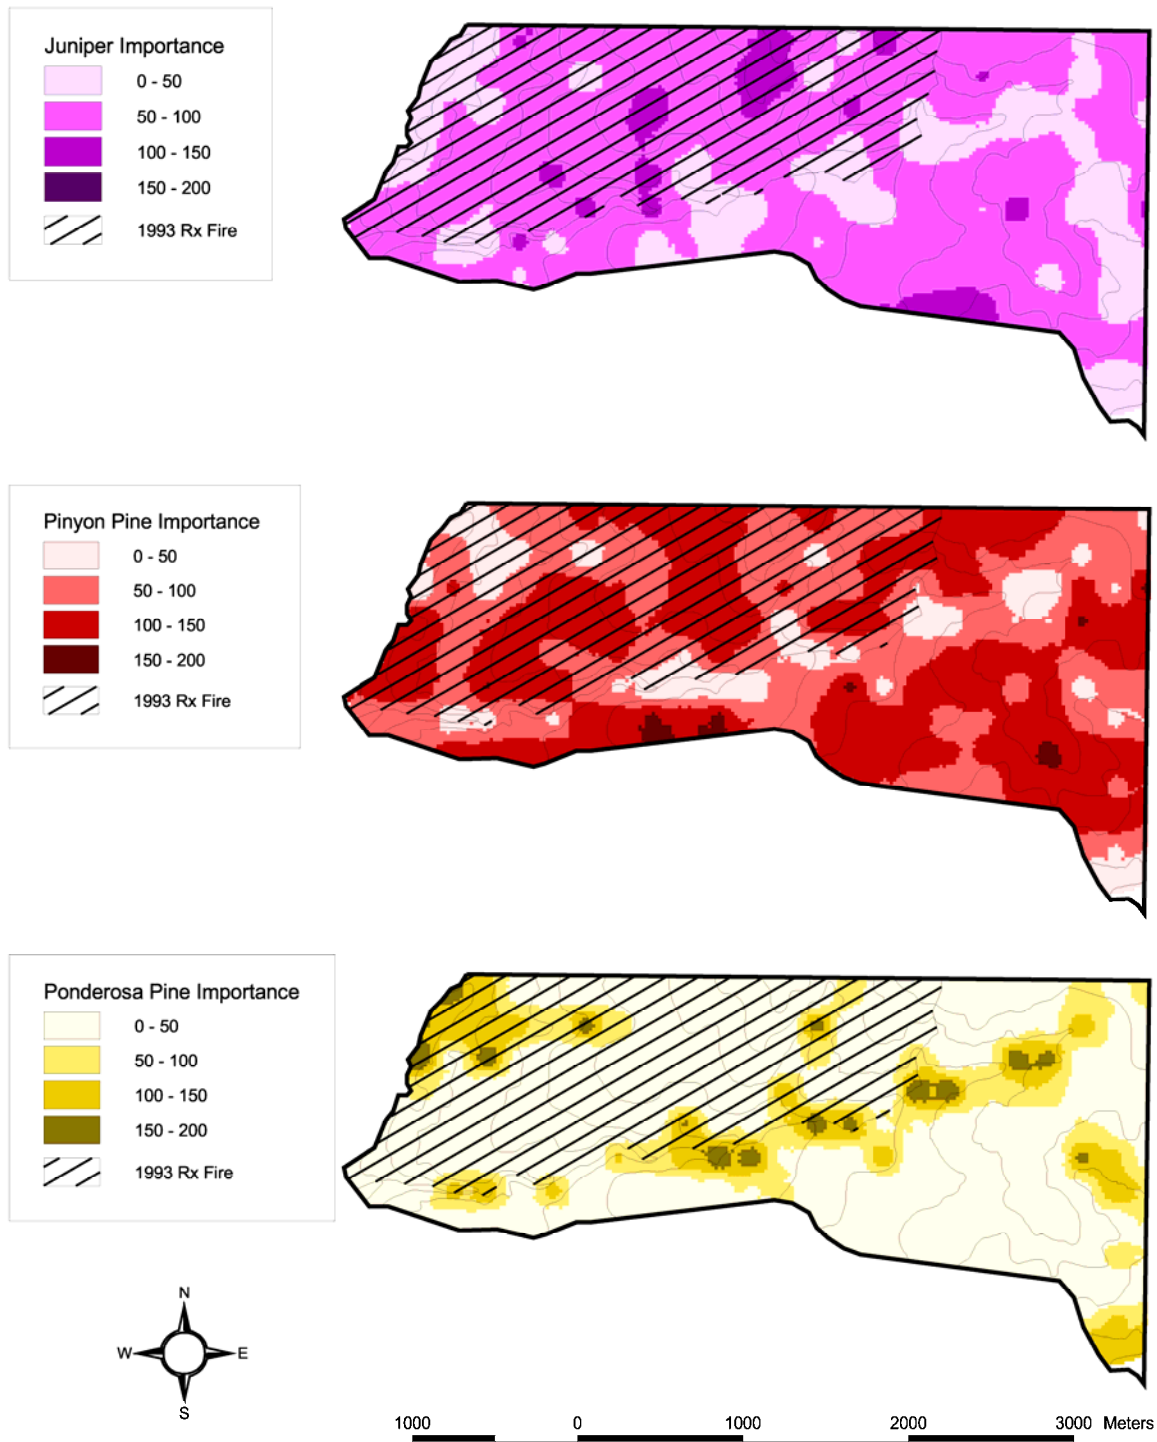 Juniper Importance
0 - 50
50 - 100
100 - 150
150 - 200
1993 Rx Fire
Pinyon Pine Importance
0 - 50
50 - 100
100 - 150
150 - 200
1993 Rx Fire
Ponderosa Pine Importance
0 - 50
50 - 100
100 - 150
150 - 200
1993 Rx Fire
N
W E
S
1000 0 1000 2000 3000 Meters